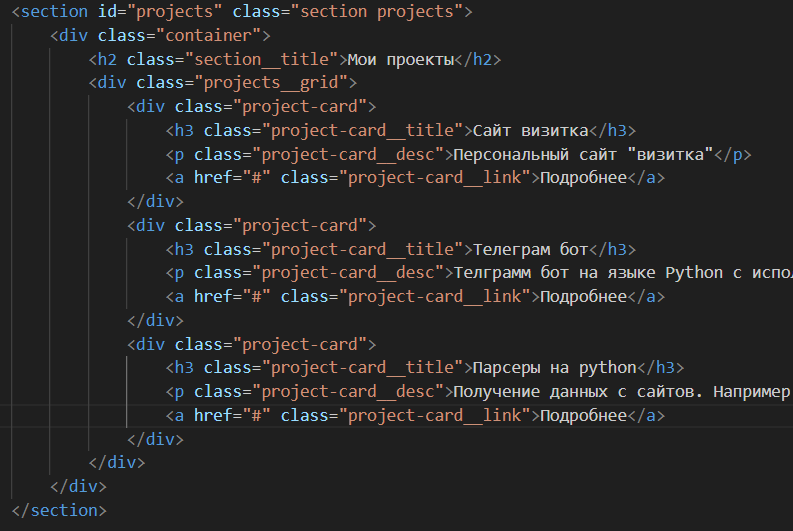 <section id="projects" class="section projects">
<div class="container">
<h2 class="section__title">Мои проекты</h2>
<div class="projects__grid">
<div class="project-card">
<h3 class="project-card__title">Сайт визитка</h3>
<p class="project-card__desc">Персональный сайт "визитка"</p>
<a href="#" class="project-card__link">Подробнее</a>
</div>
<div class="project-card">
<h3 class="project-card__title">Телеграм бот</h3>
<p class="project-card__desc">Телграмм бот на языке Python с испо
<a href="#" class="project-card__link">Подробнее</a>
</div>
<div class="project-card">
<h3 class="project-card__title">Парсеры на python</h3>
<p class="project-card__desc">Получение данных с сайтов. Например
<a href="#" class="project-card__link">Подробнее</a>
</div>
</div>
</div>
</section>